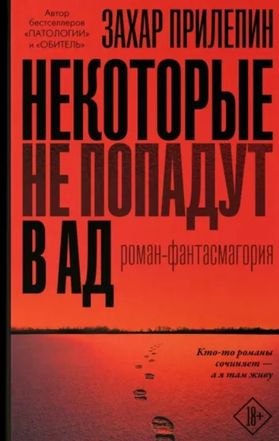 Автор
бестселлеров
«ПАТОЛОГИИ»
и «ОБИТЕЛЬ»
ЗАХАР ПРИЛЕПИН
НЕКОТОРЫЕ
НЕ ПОПАДУТ
В АД
роман-фантасмагория
Кто-то романы
сочиняет —
а я там живу
18+